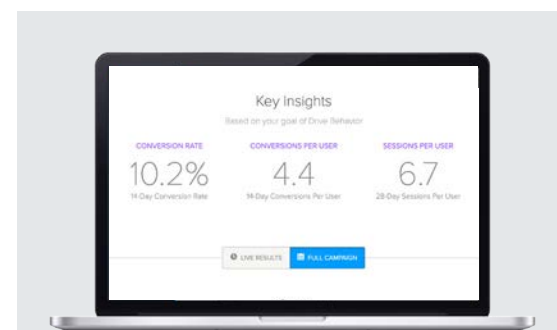 Key Insights
Based on your goal of Drive Behavior
CONVERSION RATE
CONVERSIONS PER USER
SESSIONS PER USER
10.2%
4.4
6.7
14-Day Conversion Rate
14-Day Conversions Per User
28-Day Sessions Per User
LIVE RESULTS
FULL CAMPAIGN